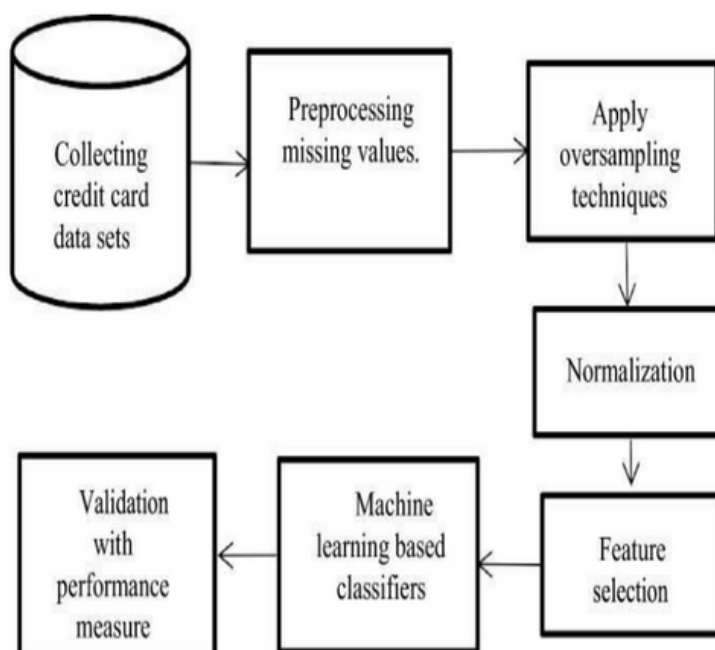 Collecting
credit card
data sets
Preprocessing
missing values.
Apply
oversampling
techniques
Normalization
Feature
selection
Machine
learning based
classifiers
Validation
with
performance
measure